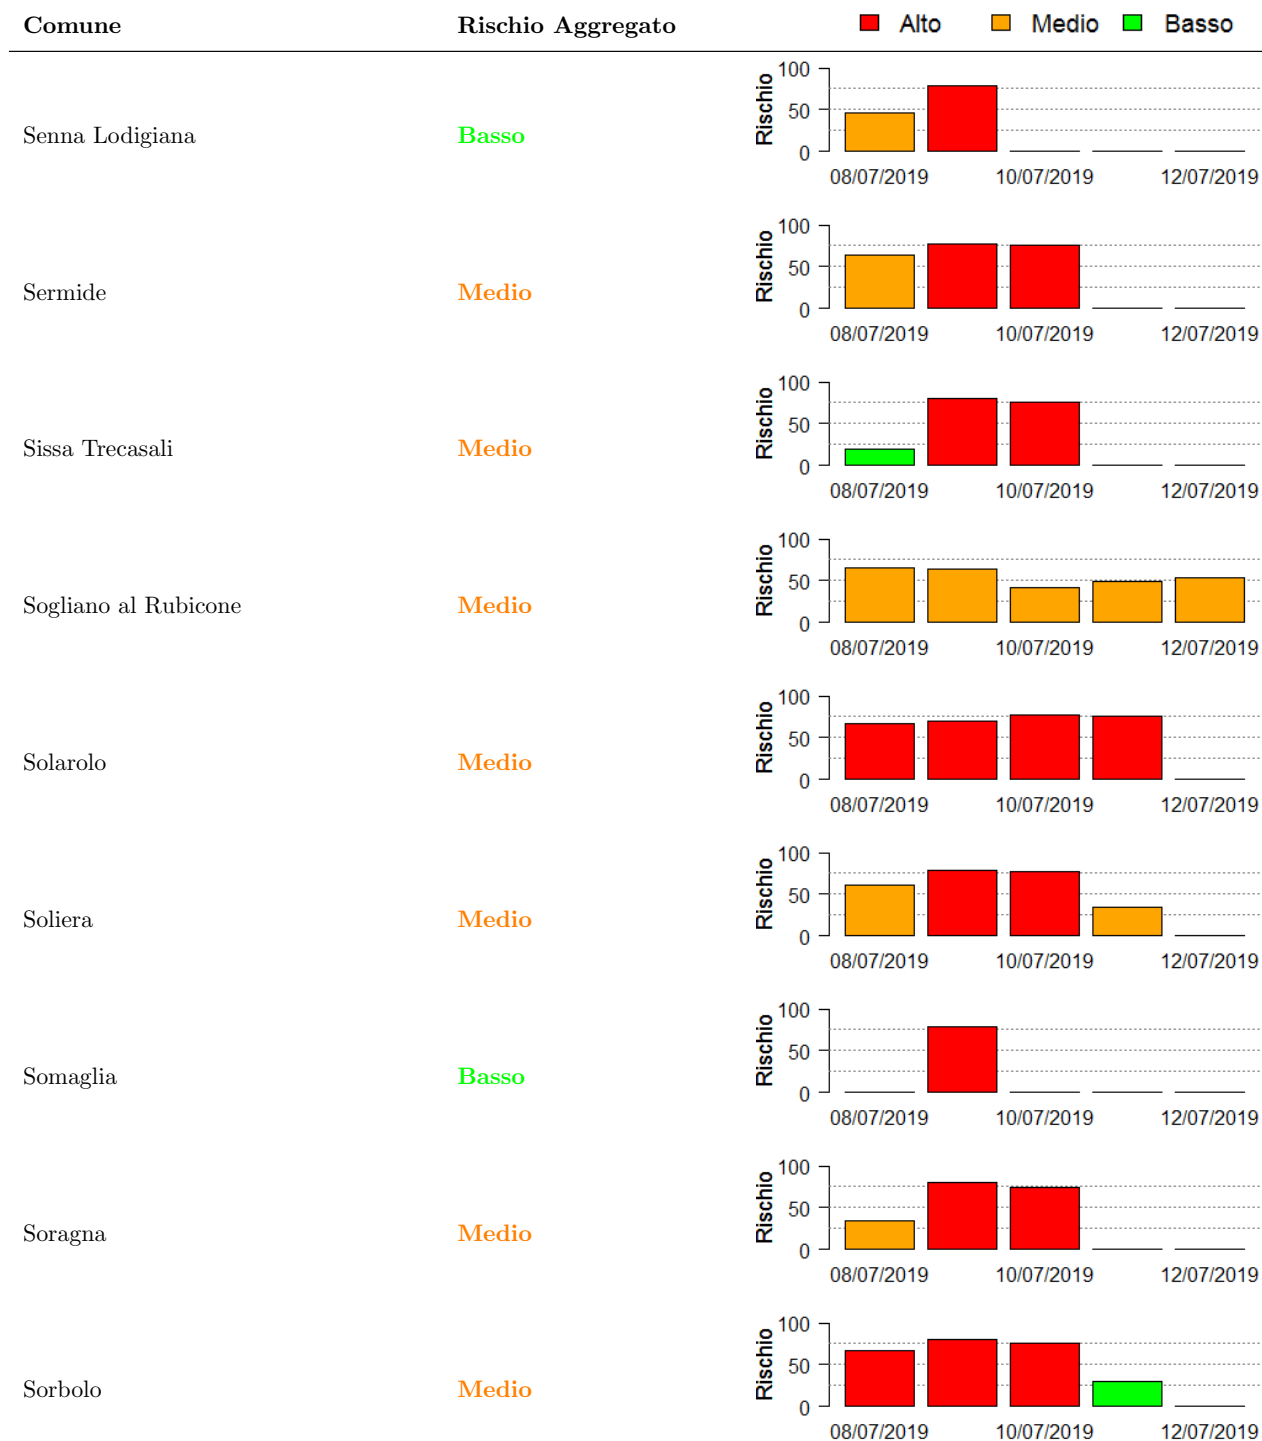 Comune Rischio Aggregato Alto Medio Basso
Senna Lodigiana Basso Rischio 100 50 0
08/07/2019 10/07/2019 12/07/2019
Sermide Medio Rischio 100 50 0
08/07/2019 10/07/2019 12/07/2019
Sissa Trecasali Medio Rischio 100 50 0
08/07/2019 10/07/2019 12/07/2019
Sogliano al Rubicone Medio Rischio 100 50 0
08/07/2019 10/07/2019 12/07/2019
Solarolo Medio Rischio 100 50 0
08/07/2019 10/07/2019 12/07/2019
Soliera Medio Rischio 100 50 0
08/07/2019 10/07/2019 12/07/2019
Somaglia Basso Rischio 100 50 0
08/07/2019 10/07/2019 12/07/2019
Soragna Medio Rischio 100 50 0
08/07/2019 10/07/2019 12/07/2019
Sorbolo Medio Rischio 100 50 0
08/07/2019 10/07/2019 12/07/2019